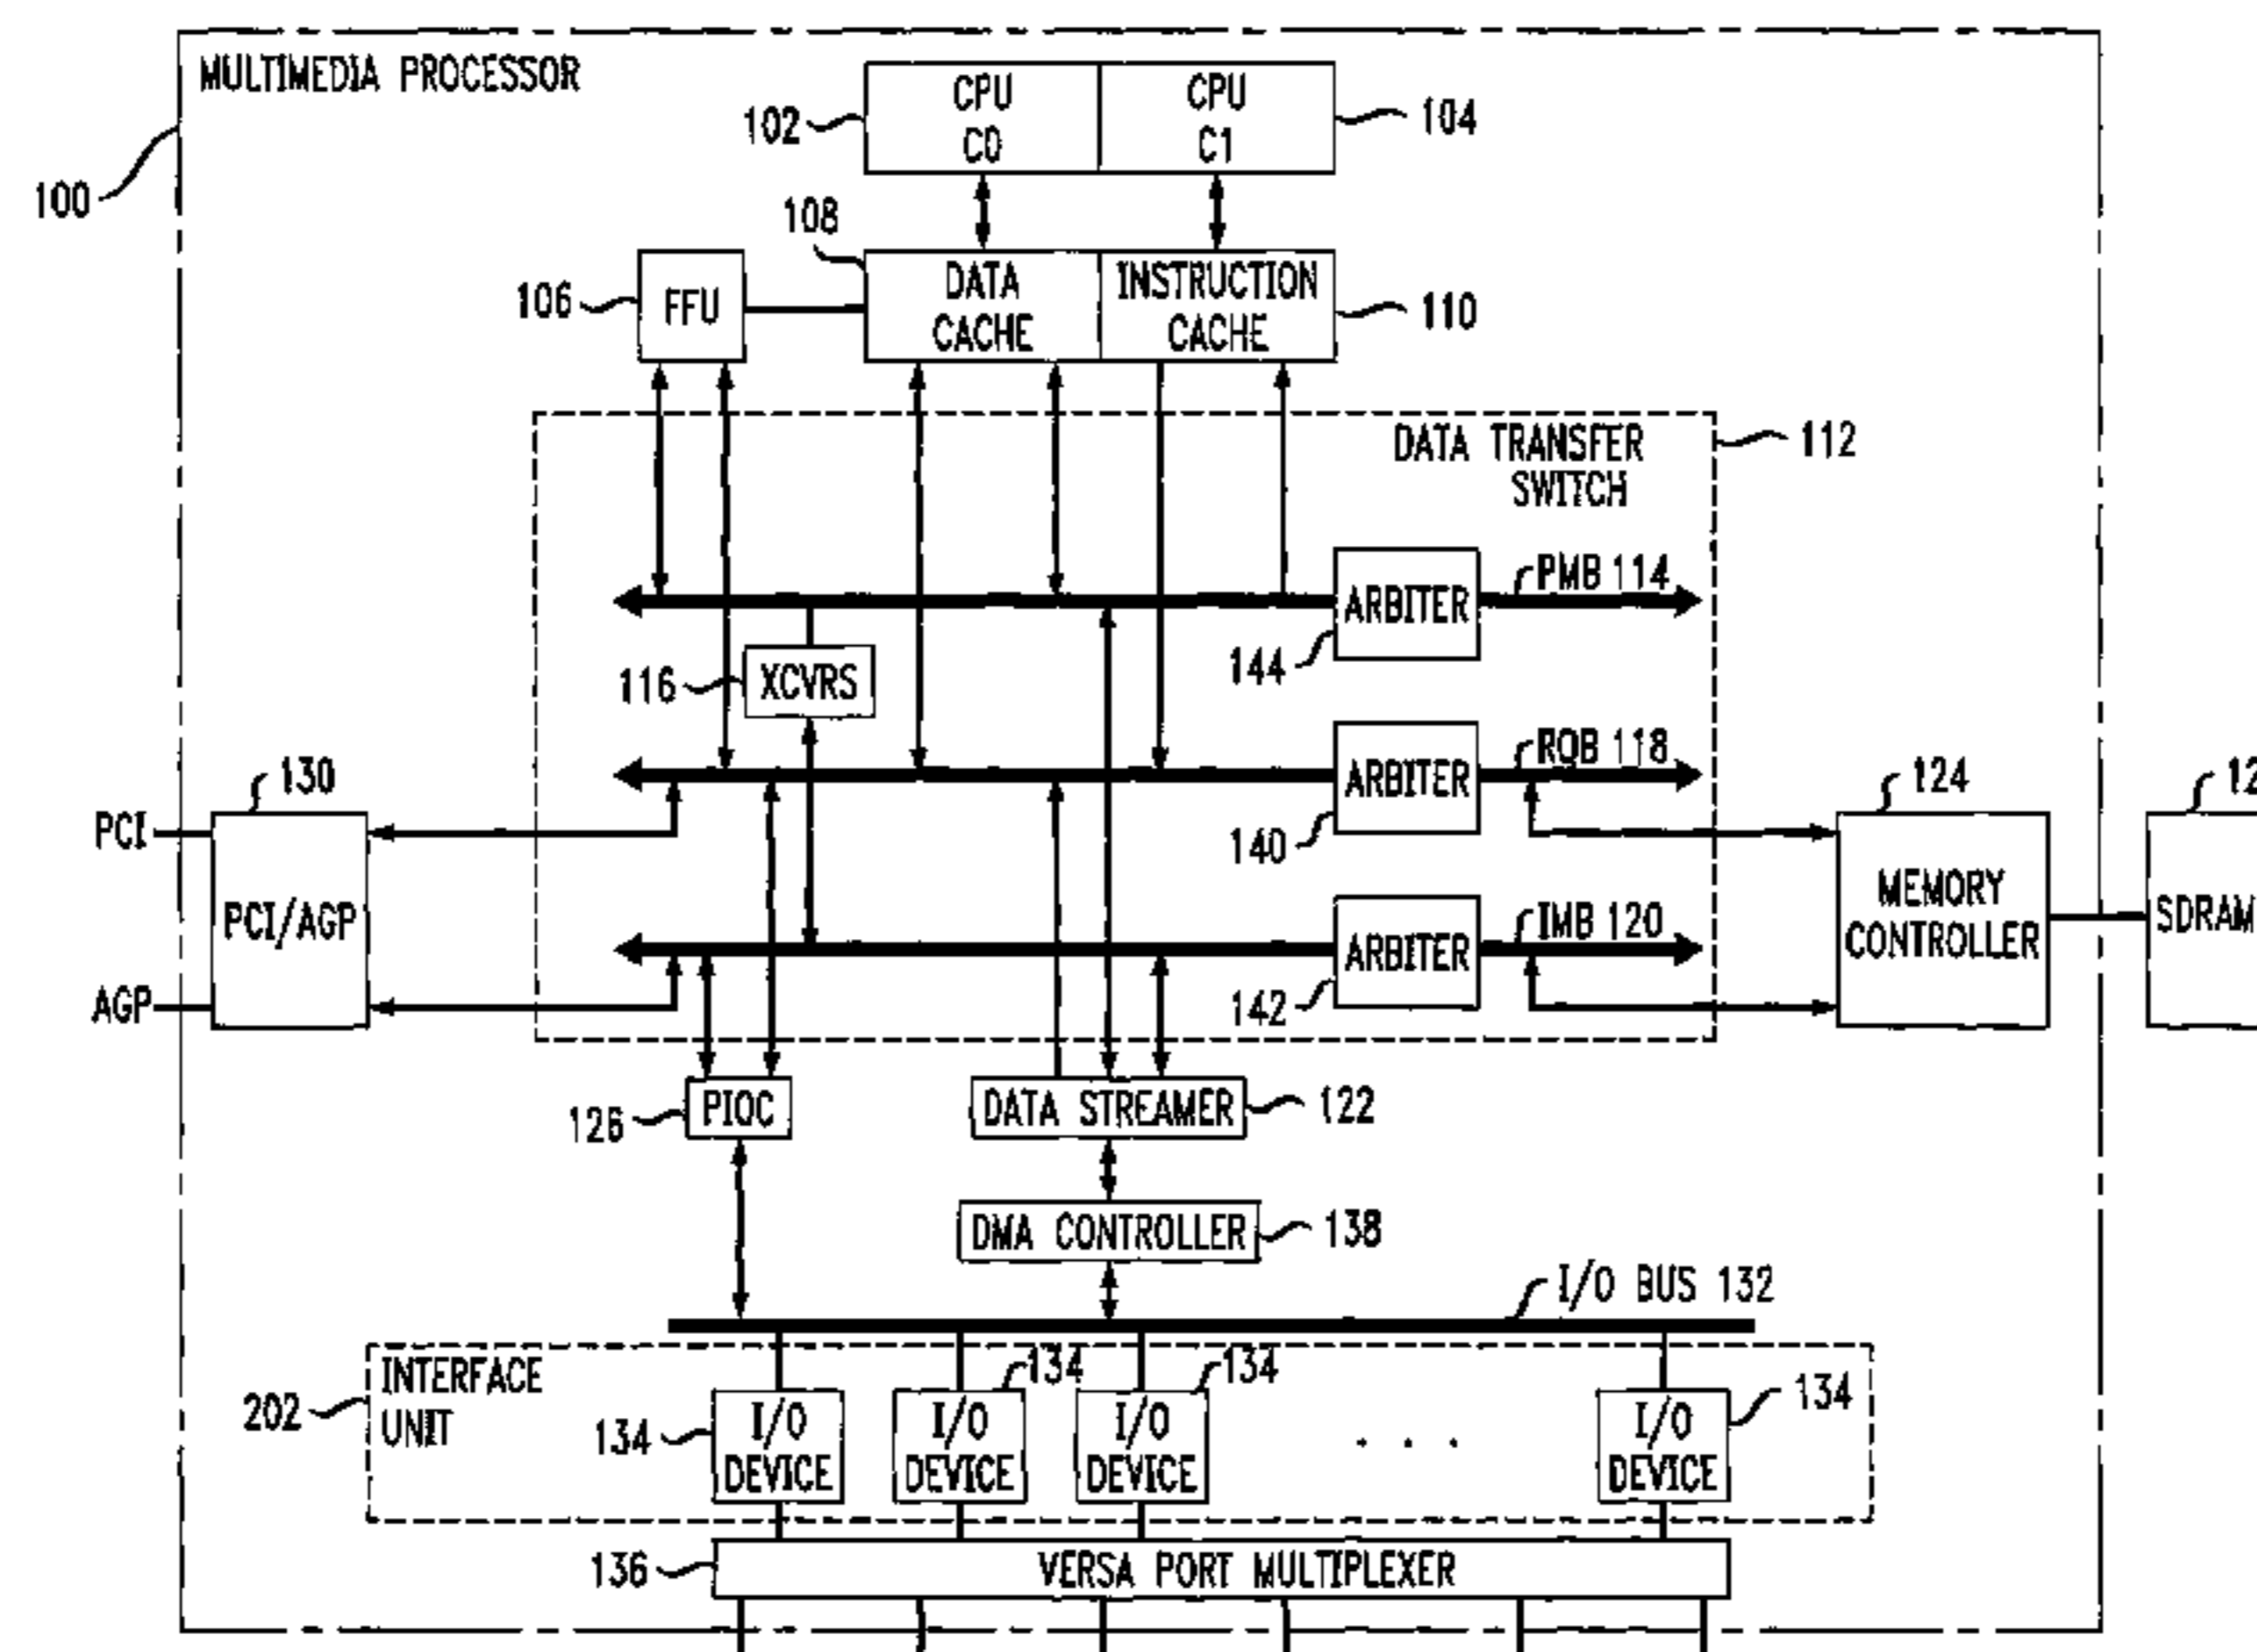 MULTIMEDIA PROCESSOR
100
102
CPU
C0
CPU
C1
104
108
106
FFU
DATA
CACHE
INSTRUCTION
CACHE
110
DATA TRANSFER
SWITCH
112
ARBITER
144
PMB 114
116
XCVRS
ARBITER
140
RQB 118
130
PCI
PCI/AGP
AGP
124
MEMORY
CONTROLLER
SDRAM
ARBITER
142
IMB 120
126
PIOC
DATA STREAMER
122
DMA CONTROLLER
138
I/O BUS 132
INTERFACE
UNIT
202
134
I/O
DEVICE
134
I/O
DEVICE
134
I/O
DEVICE
. . .
134
I/O
DEVICE
136
VERSA PORT MULTIPLEXER